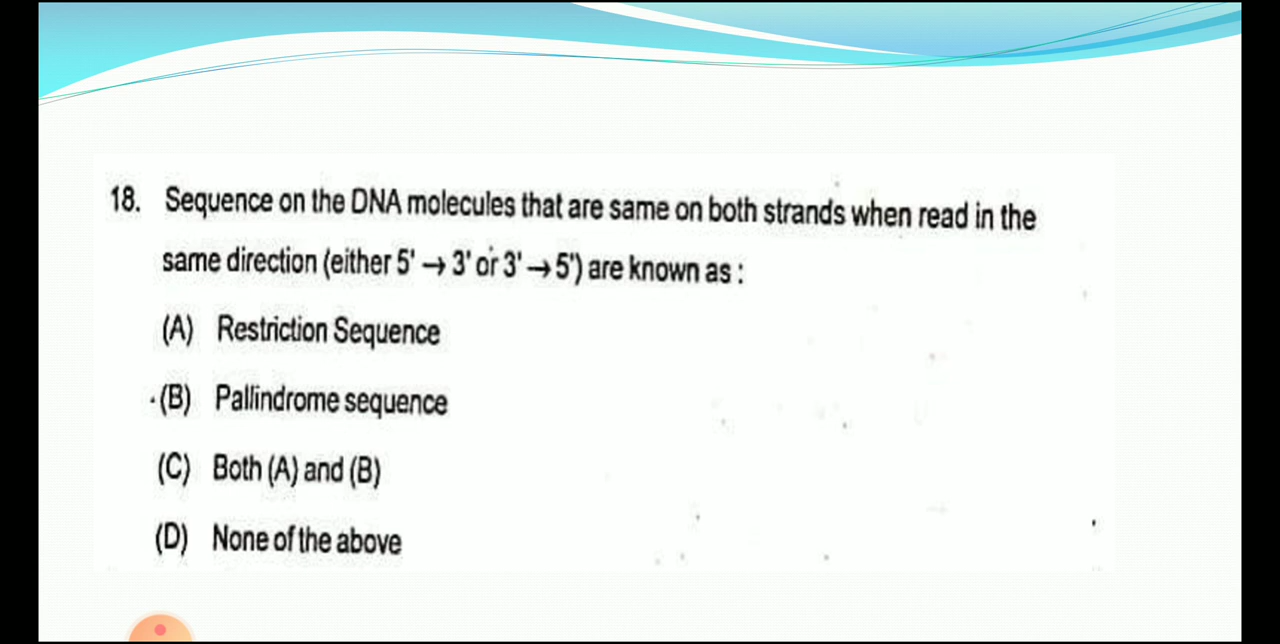 18. Sequence on the DNA molecules that are same on both strands when read in the
same direction (either 5' → 3' or 3' → 5') are known as :
(A) Restriction Sequence
(B) Pallindrome sequence
(C) Both (A) and (B)
(D) None of the above